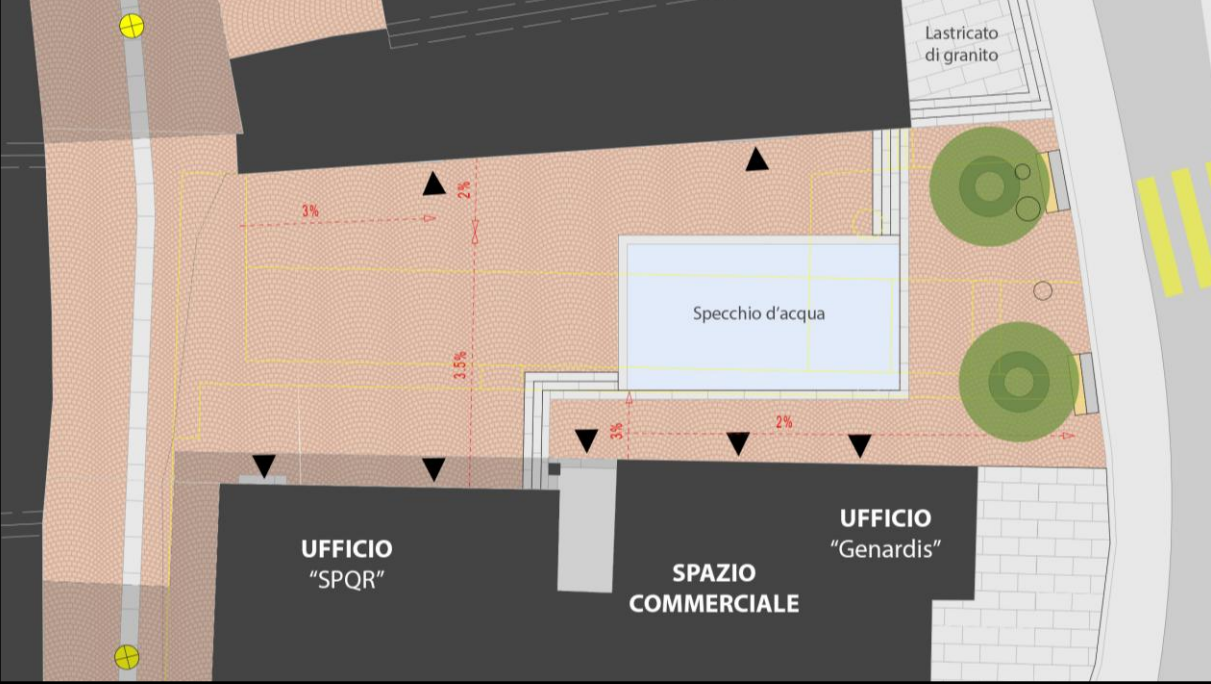 Lastricato
di granito
2%
3%
Specchio d'acqua
3.5%
3%
2%
UFFICIO
"SPQR"
SPAZIO
COMMERCIALE
UFFICIO
"Genardis"